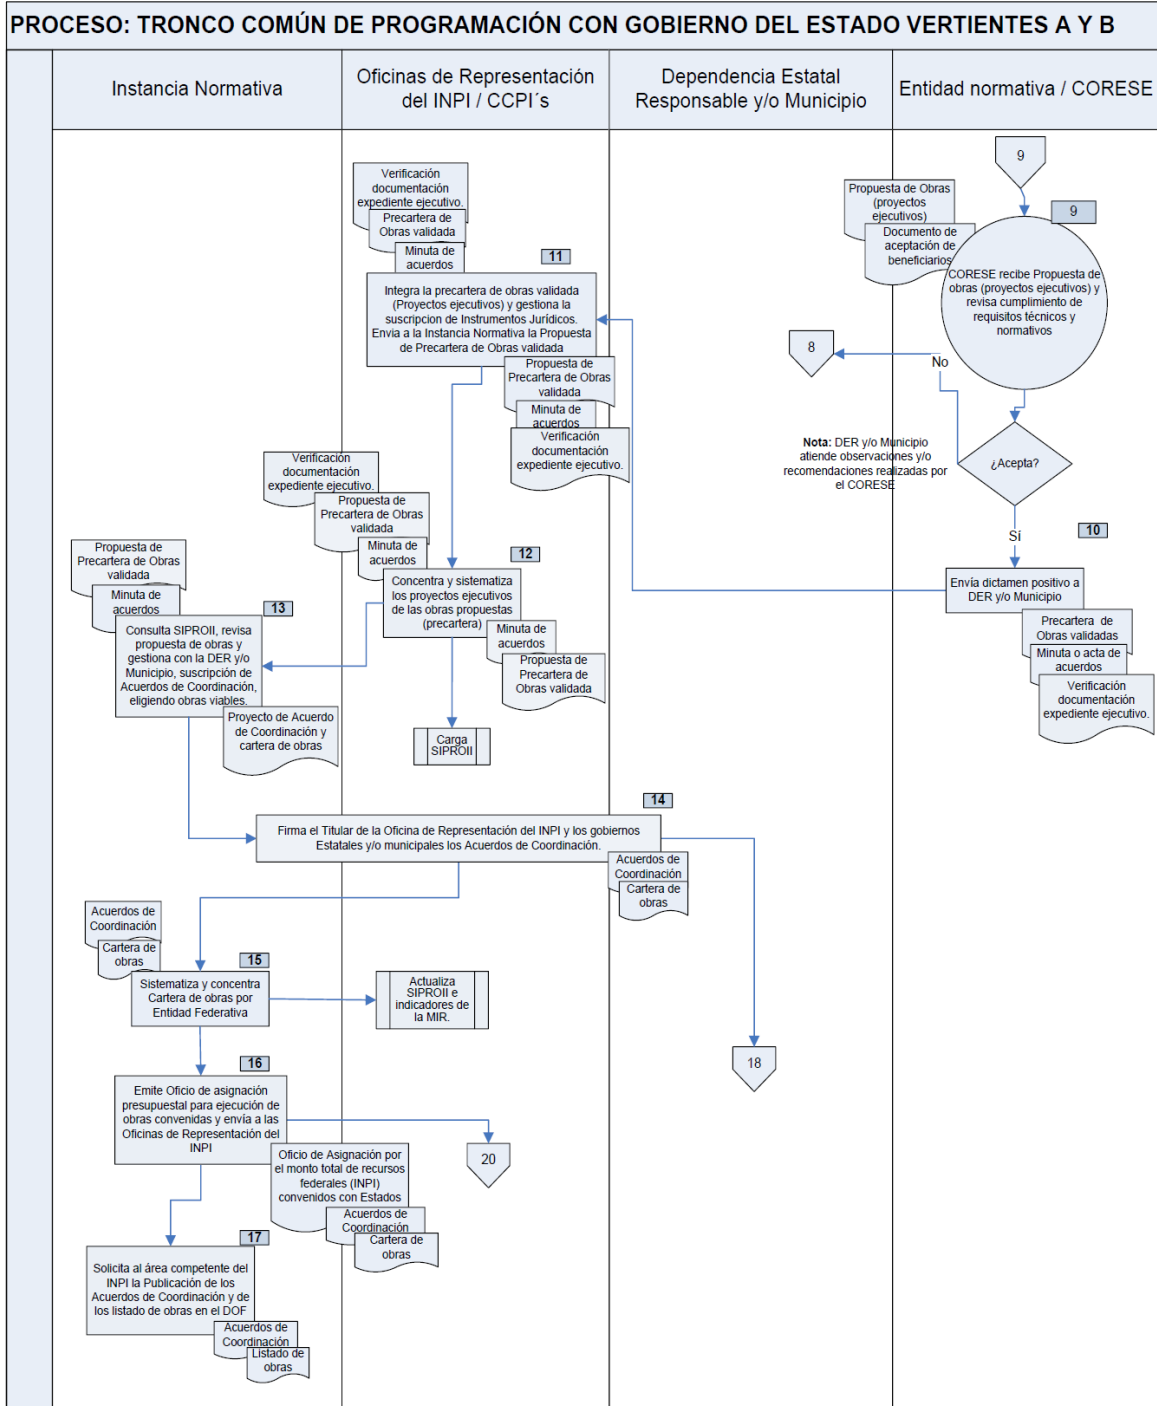 PROCESO: TRONCO COMÚN DE PROGRAMACIÓN CON GOBIERNO DEL ESTADO VERTIENTES A Y B
Instancia Normativa
Oficinas de Representación
del INPI / CCPI´s
Dependencia Estatal
Responsable y/o Municipio
Entidad normativa / CORESE
9
Propuesta de Obras
(proyectos
ejecutivos)
Documento de
aceptación de
beneficiarios
9
CORESE recibe Propuesta de
obras (proyectos ejecutivos) y
revisa cumplimiento de
requisitos técnicos y
normativos
8
No
¿Acepta?
Nota: DER y/o Municipio
atiende observaciones y/o
recomendaciones realizadas por
el CORESE
Sí
10
Envía dictamen positivo a
DER y/o Municipio
Precartera de
Obras validadas
Minuta o acta de
acuerdos
Verificación
documentación
expediente ejecutivo.
Verificación
documentación
expediente ejecutivo.
Precartera de
Obras validada
Minuta de
acuerdos
11
Integra la precartera de obras validada
(Proyectos ejecutivos) y gestiona la
suscripcion de Instrumentos Jurídicos.
Envia a la Instancia Normativa la Propuesta
de Precartera de Obras validada
Propuesta de
Precartera de Obras
validada
Minuta de
acuerdos
Verificación
documentación
expediente ejecutivo.
Verificación
documentación
expediente ejecutivo.
Propuesta de
Precartera de Obras
validada
Minuta de
acuerdos
12
Concentra y sistematiza
los proyectos ejecutivos
de las obras propuestas
(precartera)
Minuta de
acuerdos
Propuesta de
Precartera de
Obras validada
Carga
SIPROII
Propuesta de
Precartera de Obras
validada
Minuta de
acuerdos
13
Consulta SIPROII, revisa
propuesta de obras y
gestiona con la DER y/o
Municipio, suscripción de
Acuerdos de Coordinación,
eligiendo obras viables.
Proyecto de Acuerdo
de Coordinación y
cartera de obras
14
Firma el Titular de la Oficina de Representación del INPI y los gobiernos
Estatales y/o municipales los Acuerdos de Coordinación.
Acuerdos de
Coordinación
Cartera de
obras
Acuerdos de
Coordinación
Cartera de
obras
15
Sistematiza y concentra
Cartera de obras por
Entidad Federativa
Actualiza
SIPROII e
indicadores de
la MIR.
18
16
Emite Oficio de asignación
presupuestal para ejecución de
obras convenidas y envía a las
Oficinas de Representación del
INPI
20
Oficio de Asignación por
el monto total de recursos
federales (INPI)
convenidos con Estados
Acuerdos de
Coordinación
Cartera de
obras
17
Solicita al área competente del
INPI la Publicación de los
Acuerdos de Coordinación y de
los listado de obras en el DOF
Acuerdos de
Coordinación
Listado de
obras